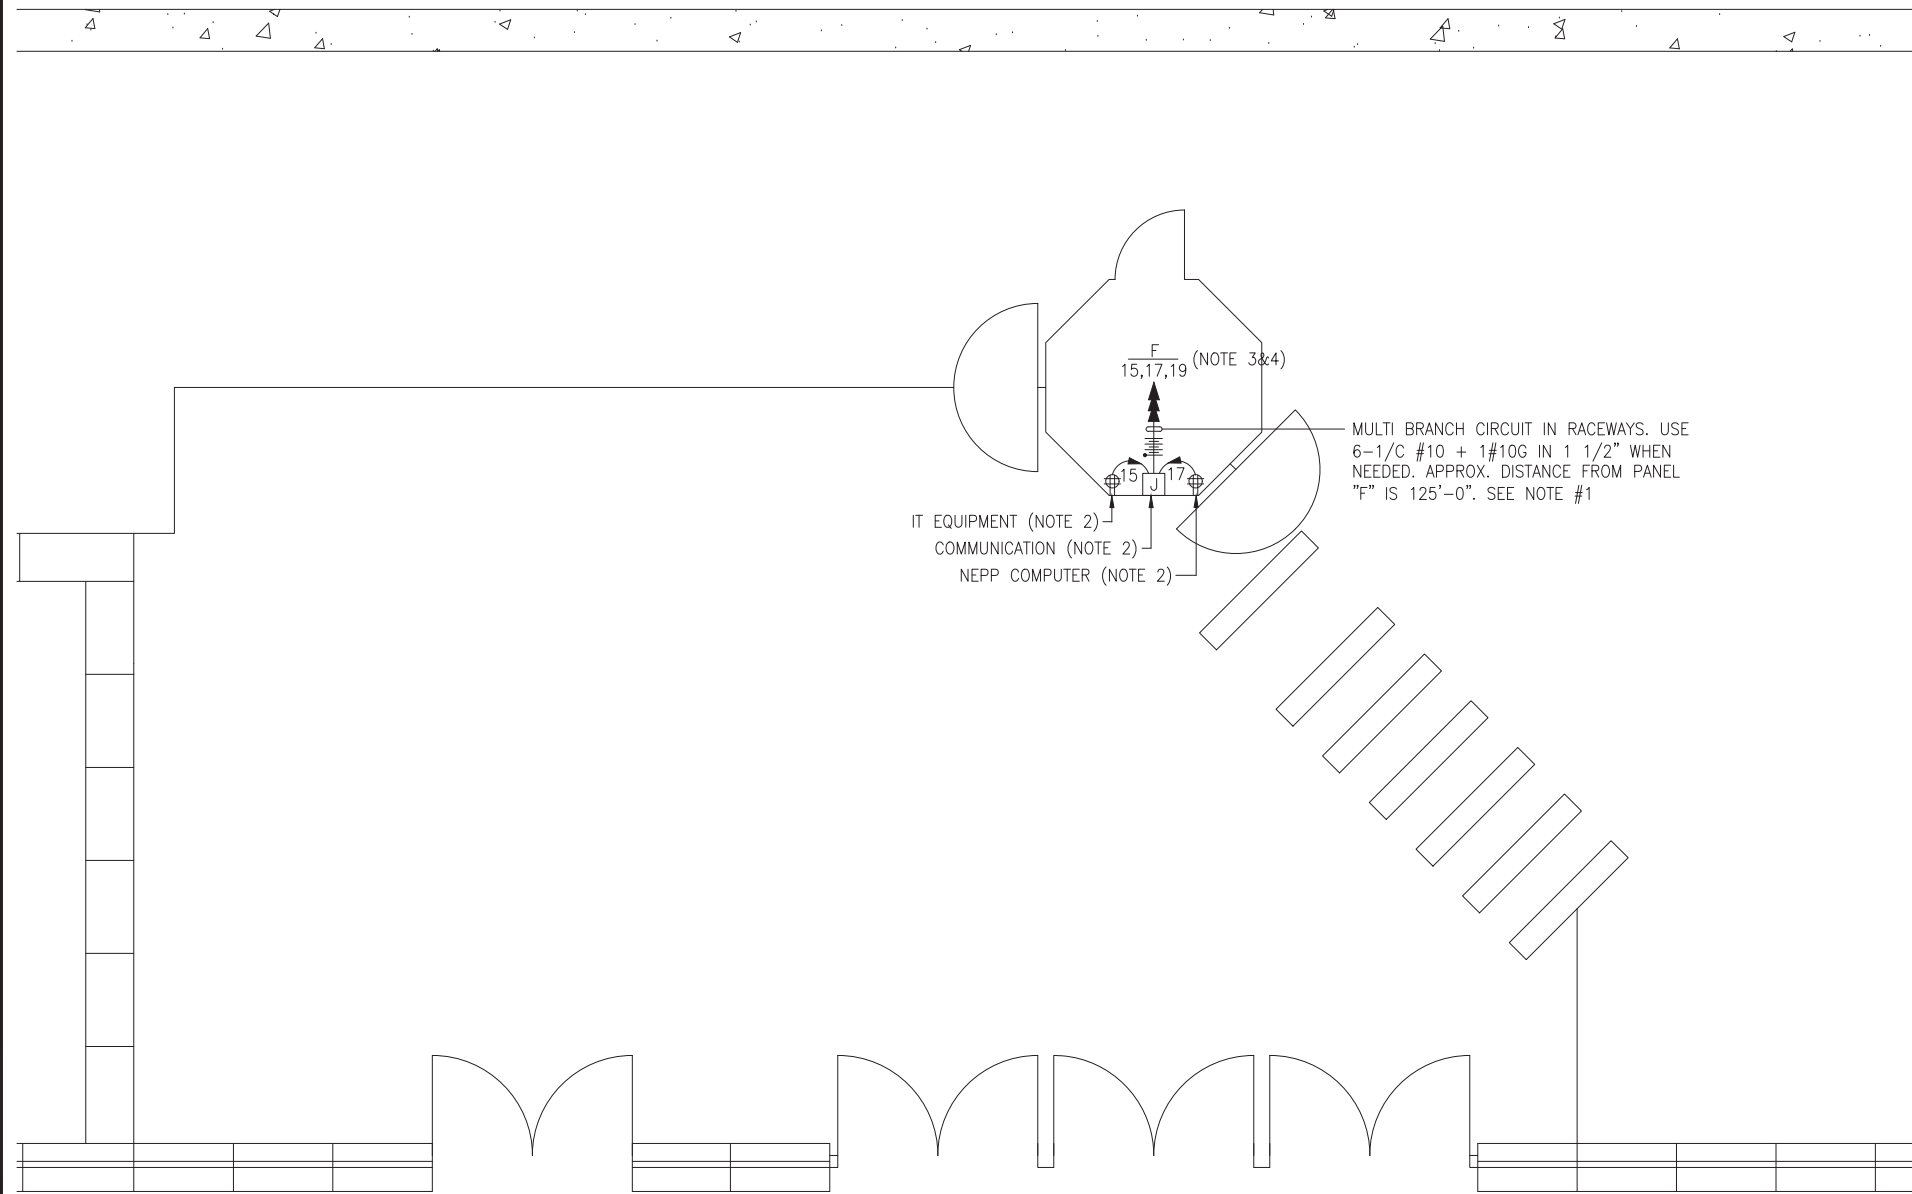 F
15,17,19
(NOTE 3&4)
MULTI BRANCH CIRCUIT IN RACEWAYS. USE
6-1/C #10 + 1#10G IN 1 1/2" WHEN
NEEDED. APPROX. DISTANCE FROM PANEL
"F" IS 125'-0". SEE NOTE #1
15
J
17
IT EQUIPMENT (NOTE 2)
COMMUNICATION (NOTE 2)
NEPP COMPUTER (NOTE 2)